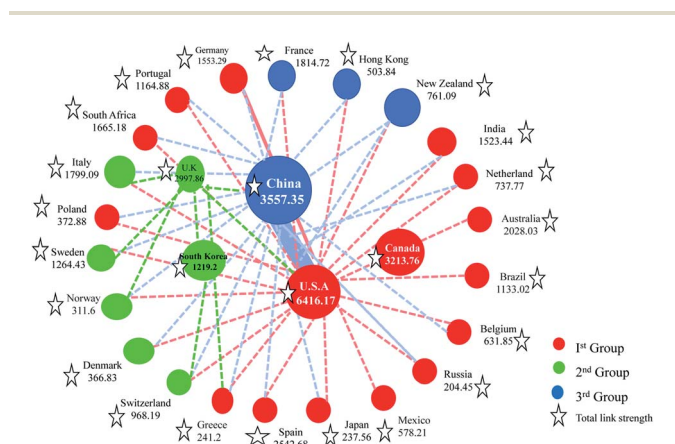 Germany
1553.29
France
1814.72
Hong Kong
503.84
Portugal
1164.88
New Zealand
761.09
South Africa
1665.18
India
1523.44
Italy
1799.09
U.K
2997.86
China
3557.35
Netherland
737.77
Poland
372.88
Australia
2028.03
Sweden
1264.43
South Korea
1219.2
Canada
3213.76
U.S.A
6416.17
Brazil
1133.02
Norway
311.6
Belgium
631.85
Denmark
366.83
Russia
204.45
Switzerland
968.19
Greece
241.2
Spain
2542.68
Japan
237.56
Mexico
578.21
Ist Group
2nd Group
3rd Group
Total link strength